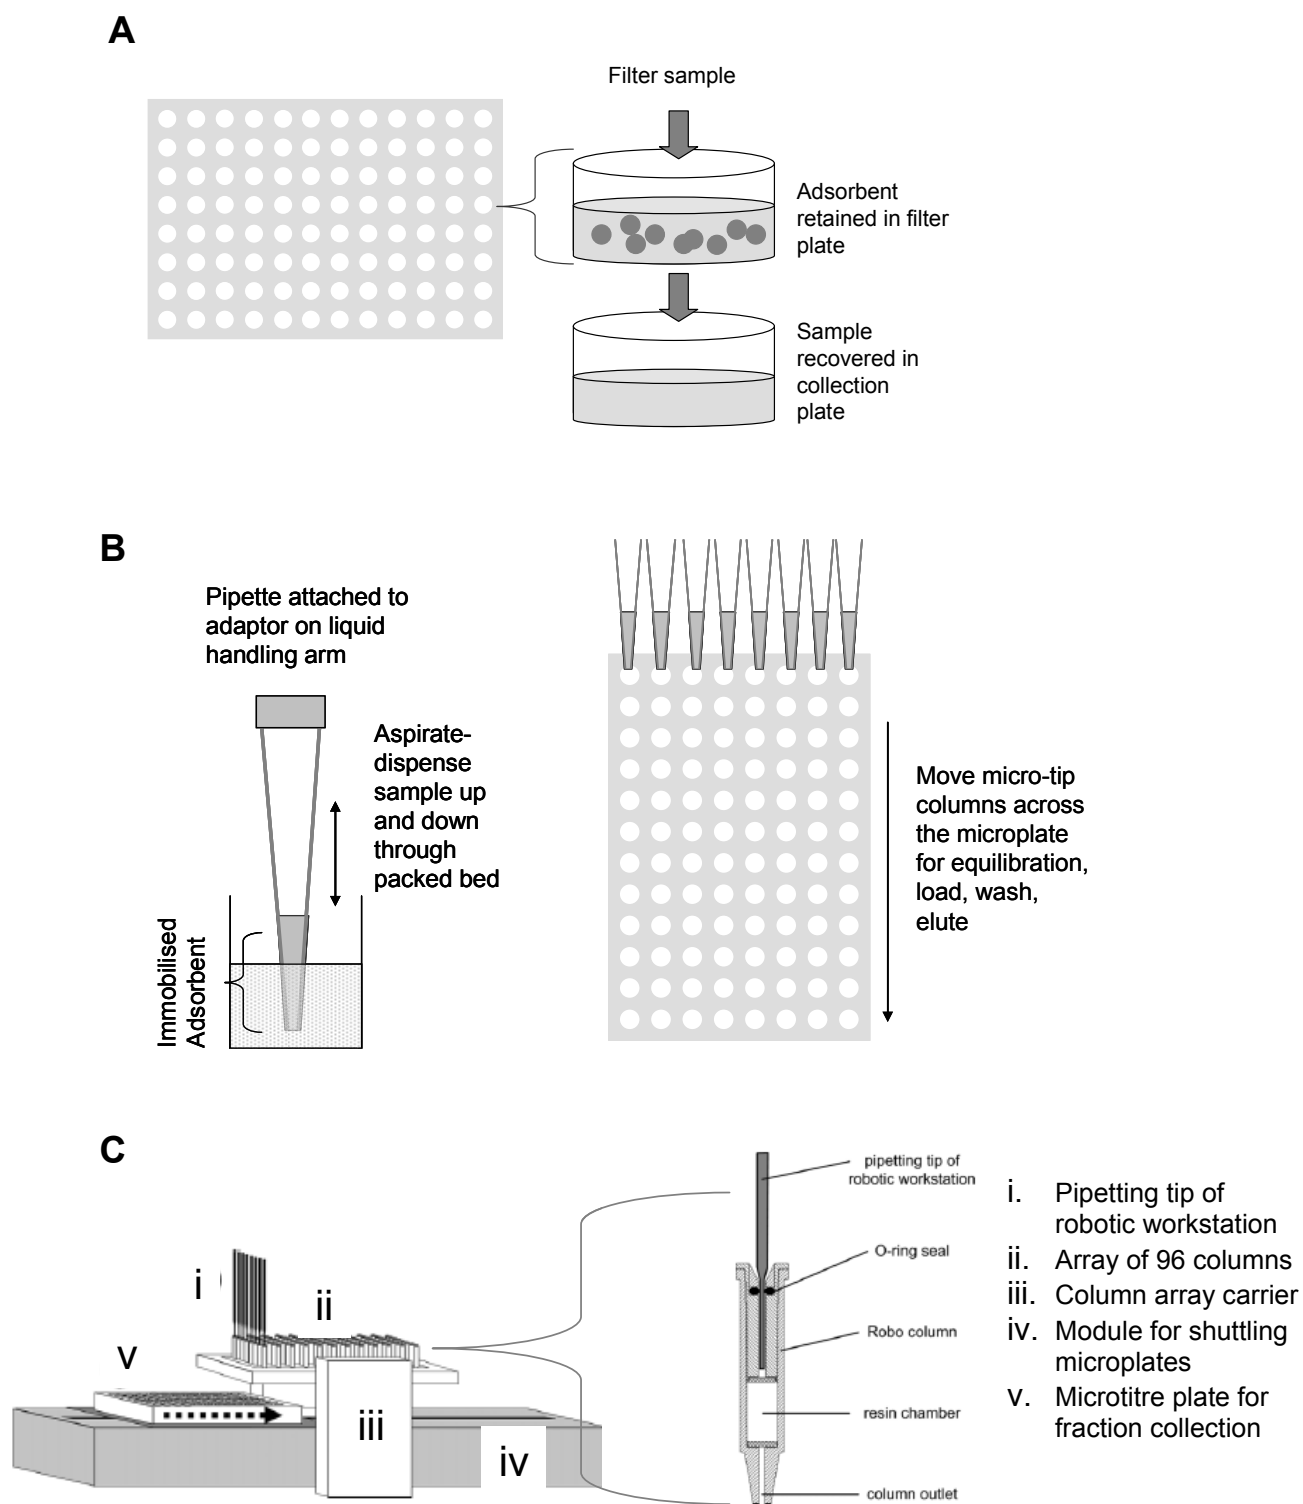 A
Filter sample
Adsorbent
retained in filter
plate
Sample
recovered in
collection
plate
B
Pipette attached to
adaptor on liquid
handling arm
Aspirate-
dispense
sample up
and down
through
packed bed
Immobilised
Adsorbent
Move micro-tip
columns across
the microplate
for equilibration,
load, wash,
elute
C
i
ii
v
iii
iv
pipetting tip of
robotic workstation
O-ring seal
Robo column
resin chamber
column outlet
i. Pipetting tip of
robotic workstation
ii. Array of 96 columns
iii. Column array carrier
iv. Module for shuttling
microplates
v. Microtitre plate for
fraction collection